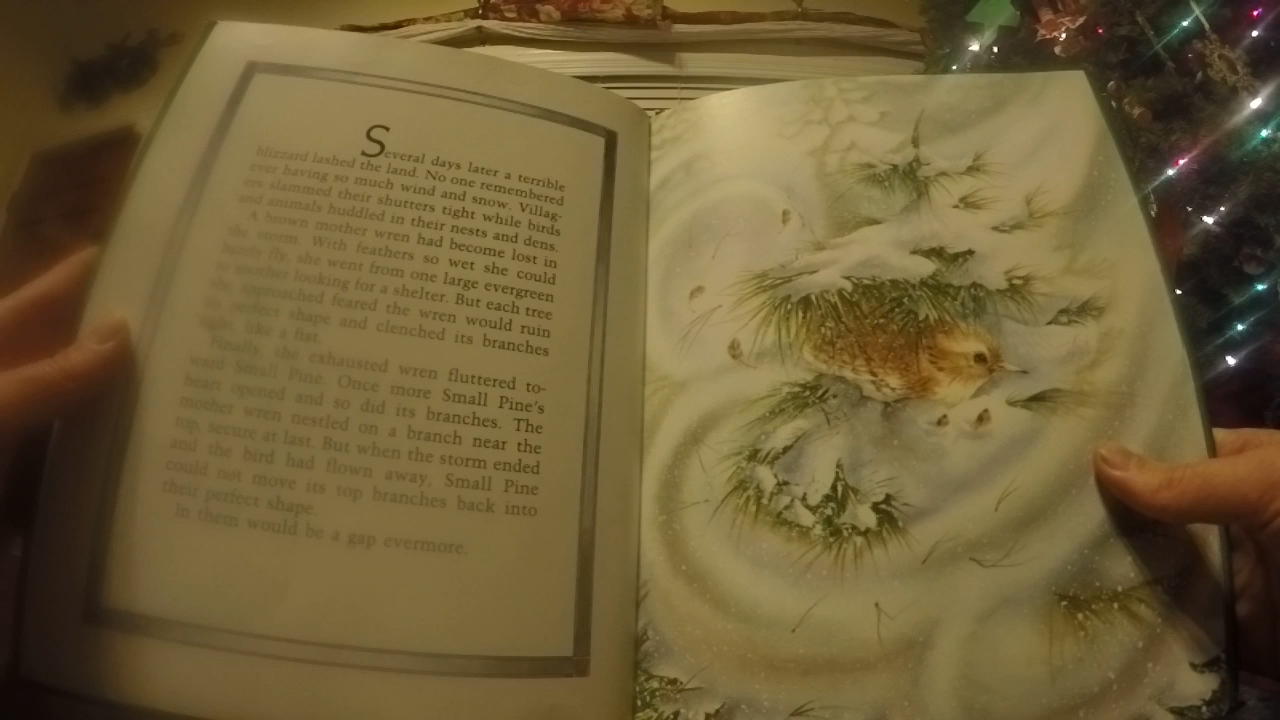 Several days later a terrible
blizzard lashed the land. No one remembered
ever having so much wind and snow. Villag-
ers slammed their shutters tight while birds
and animals huddled in their nests and dens.
A brown mother wren had become lost in
the storm. With feathers so wet she could
hardly fly, she went from one large evergreen
to another looking for a shelter. But each tree
she approached feared the wren would ruin
its perfect shape and clenched its branches
tight like a fist.
Finally, the exhausted wren fluttered to-
ward Small Pine. Once more Small Pine's
heart opened and so did its branches. The
mother wren nestled on a branch near the
top, secure at last. But when the storm ended
and the bird had flown away, Small Pine
could not move its top branches back into
their perfect shape.
In them would be a gap evermore.